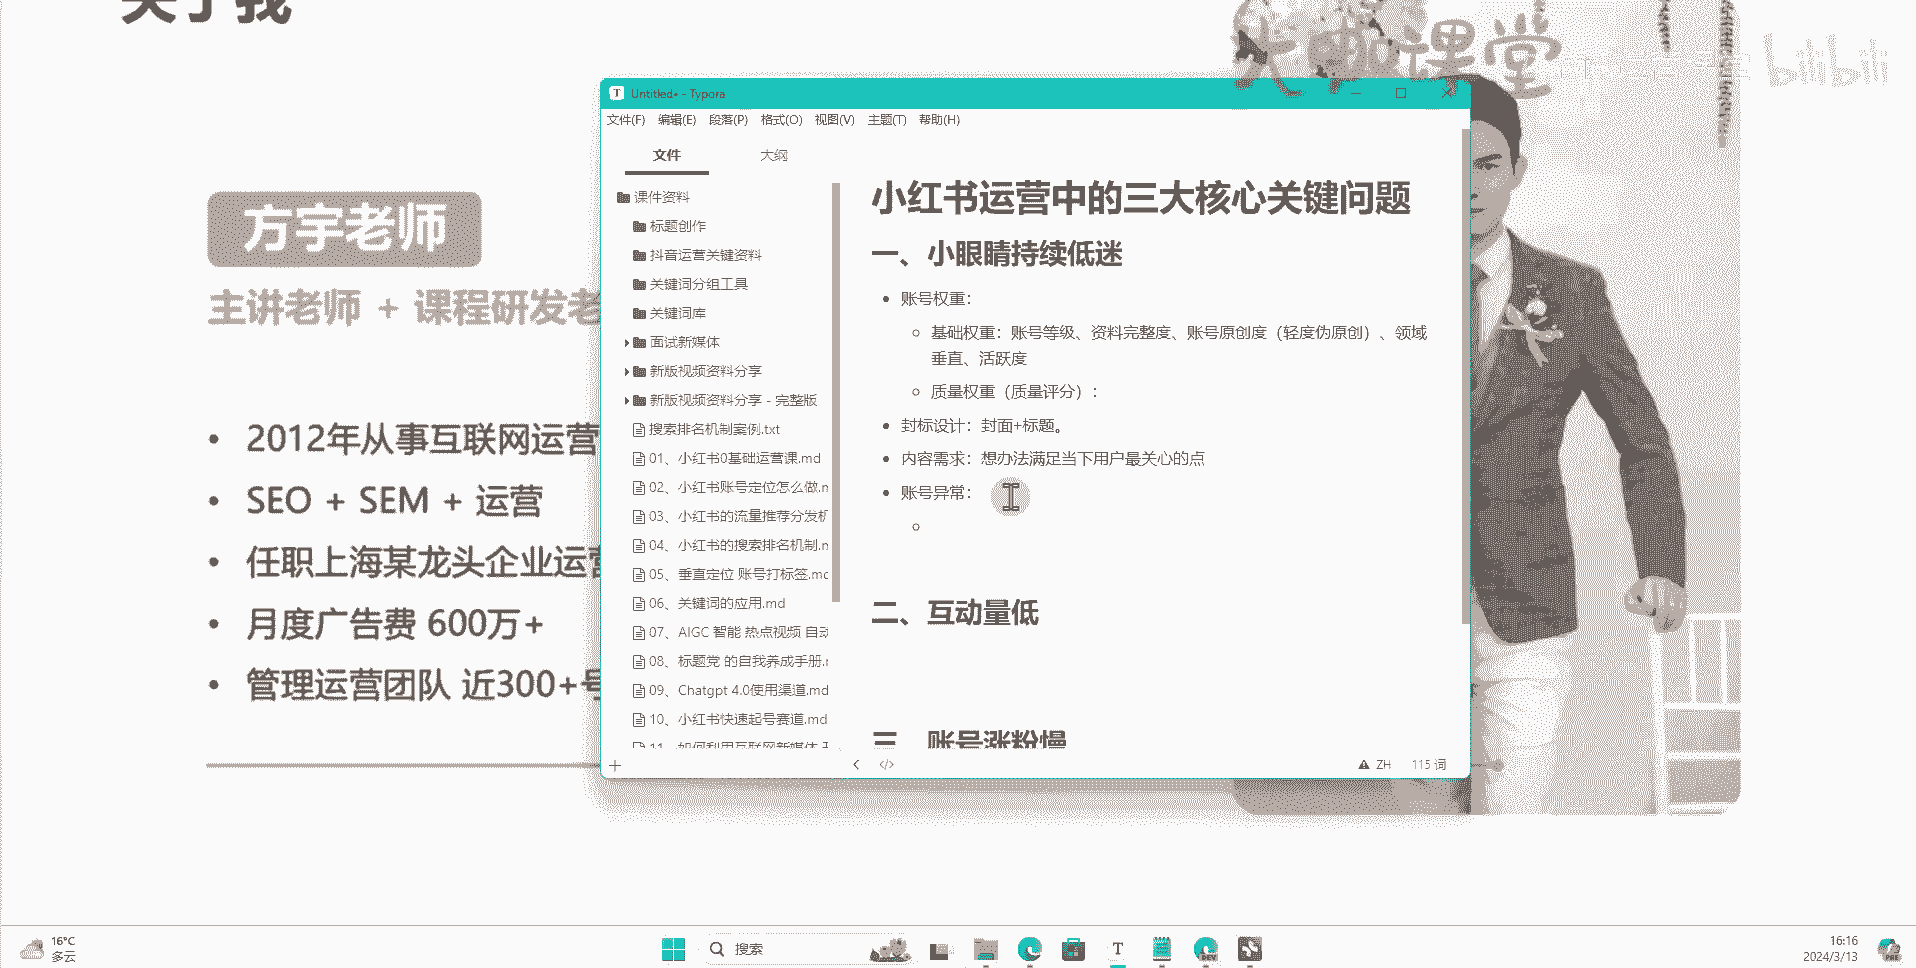 关于我
大咖课堂
bilibili
方宇老师
主讲老师 + 课程研发老
2012年从事互联网运营
SEO + SEM + 运营
任职上海某龙头企业运营
月度广告费 600万+
管理运营团队 近300+号
Untitled• - Typora
文件(F) 编辑(E) 段落(P) 格式(O) 视图(V) 主题(T) 帮助(H)
文件 大纲
课件资料
标题创作
抖音运营关键资料
关键词分组工具
关键词库
面试新媒体
新版视频资料分享
新版视频资料分享 - 完整版
搜索排名机制案例.txt
01、小红书0基础运营课.md
02、小红书账号定位怎么做.m
03、小红书的流量推荐分发机
04、小红书的搜索排名机制.m
05、垂直定位 账号打标签.md
06、关键词的应用.md
07、AIGC 智能 热点视频 自动
08、标题党 的自我养成手册.m
09、Chatgpt 4.0使用渠道.md
10、小红书快速起号赛道.md
11、如何利用互联网新媒体
小红书运营中的三大核心关键问题
一、小眼睛持续低迷
账号权重：
基础权重：账号等级、资料完整度、账号原创度（轻度伪原创）、领域
垂直、活跃度
质量权重（质量评分）：
封标设计：封面+标题。
内容需求：想办法满足当下用户最关心的点
账号异常：
二、互动量低
三、账号涨粉慢
ZH 115 词
16°C
多云
搜索
16:16
2024/3/13